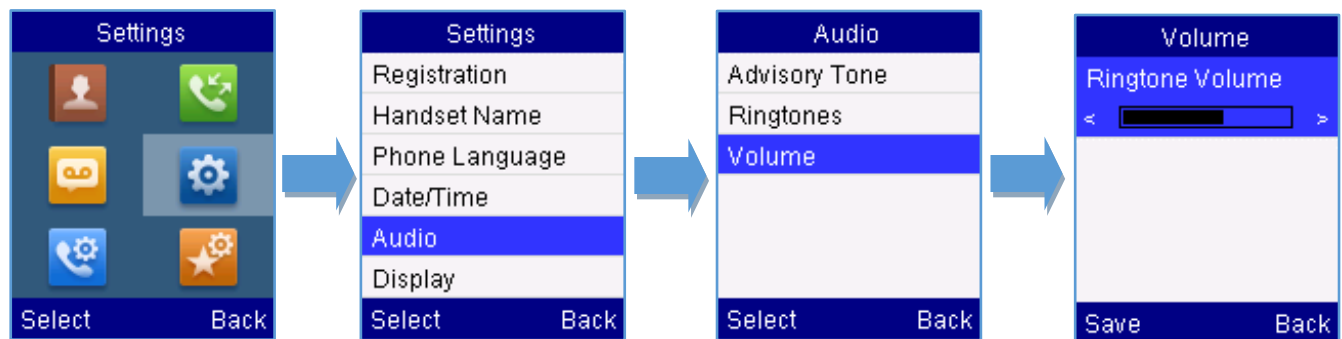 Settings
Select Back
Settings
Registration
Handset Name
Phone Language
Date/Time
Audio
Display
Select Back
Audio
Advisory Tone
Ringtones
Volume
Select Back
Volume
Ringtone Volume
< >
Save Back